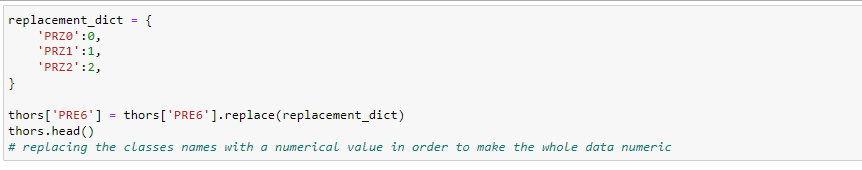 replacement_dict = {
    'PRZ0':0,
    'PRZ1':1,
    'PRZ2':2,
}
thors['PRE6'] = thors['PRE6'].replace(replacement_dict)
thors.head()
# replacing the classes names with a numerical value in order to make the whole data numeric